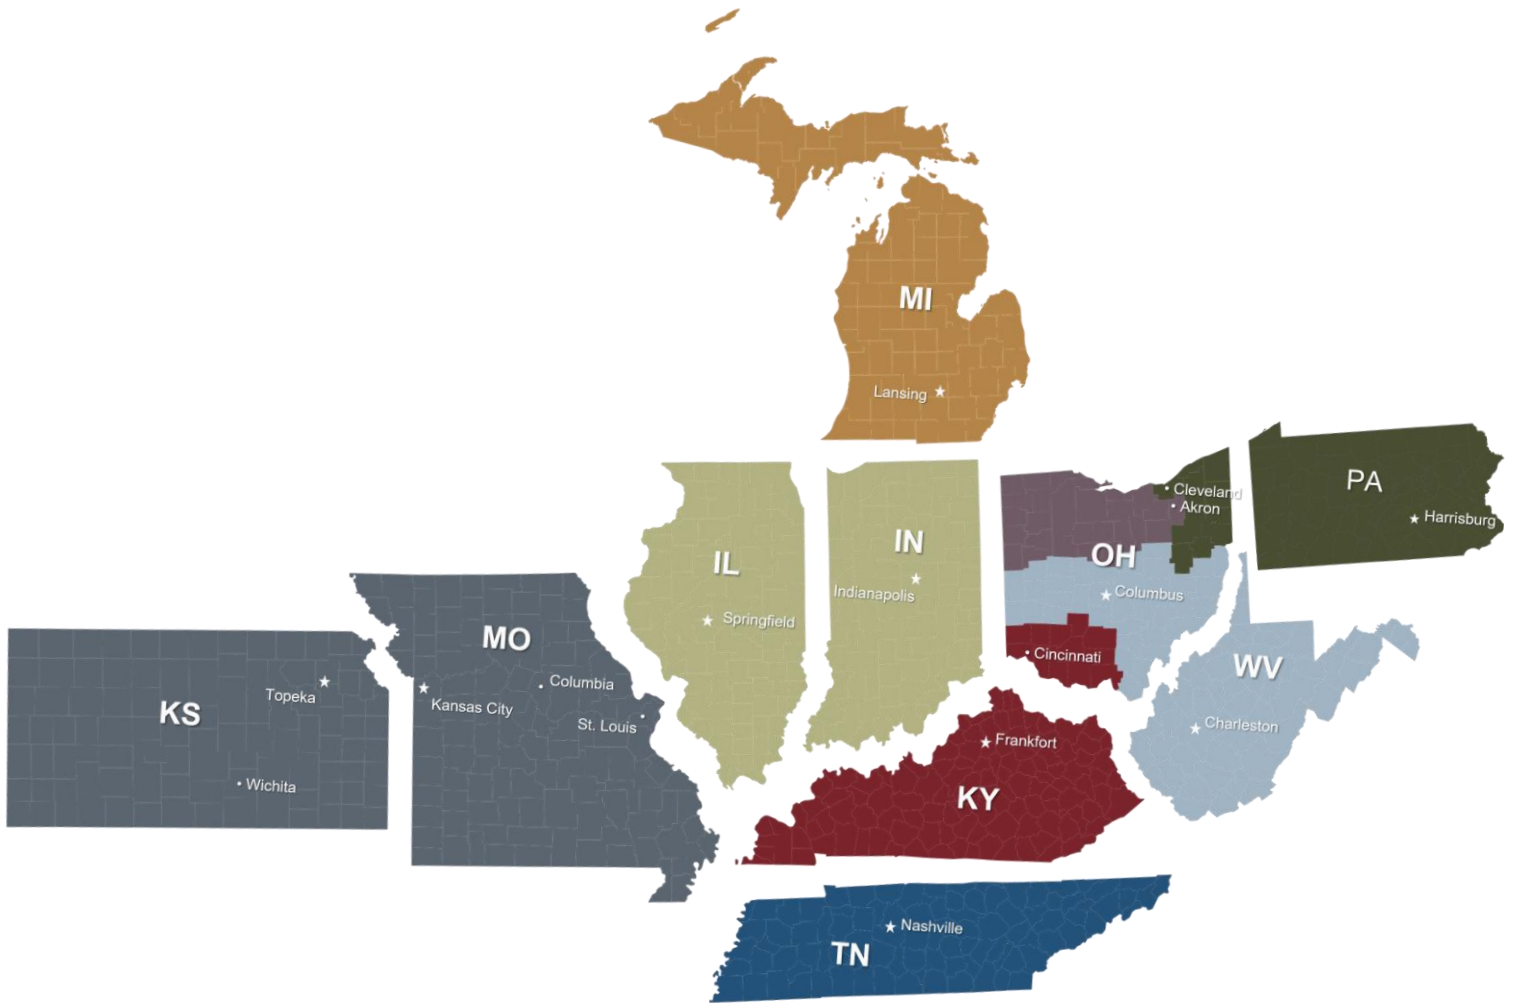 MI
Lansing
PA
Harrisburg
Cleveland
Akron
OH
Columbus
Cincinnati
IN
Indianapolis
IL
Springfield
MO
Columbia
Kansas City
St. Louis
KS
Topeka
Wichita
WV
Charleston
Frankfort
KY
Nashville
TN